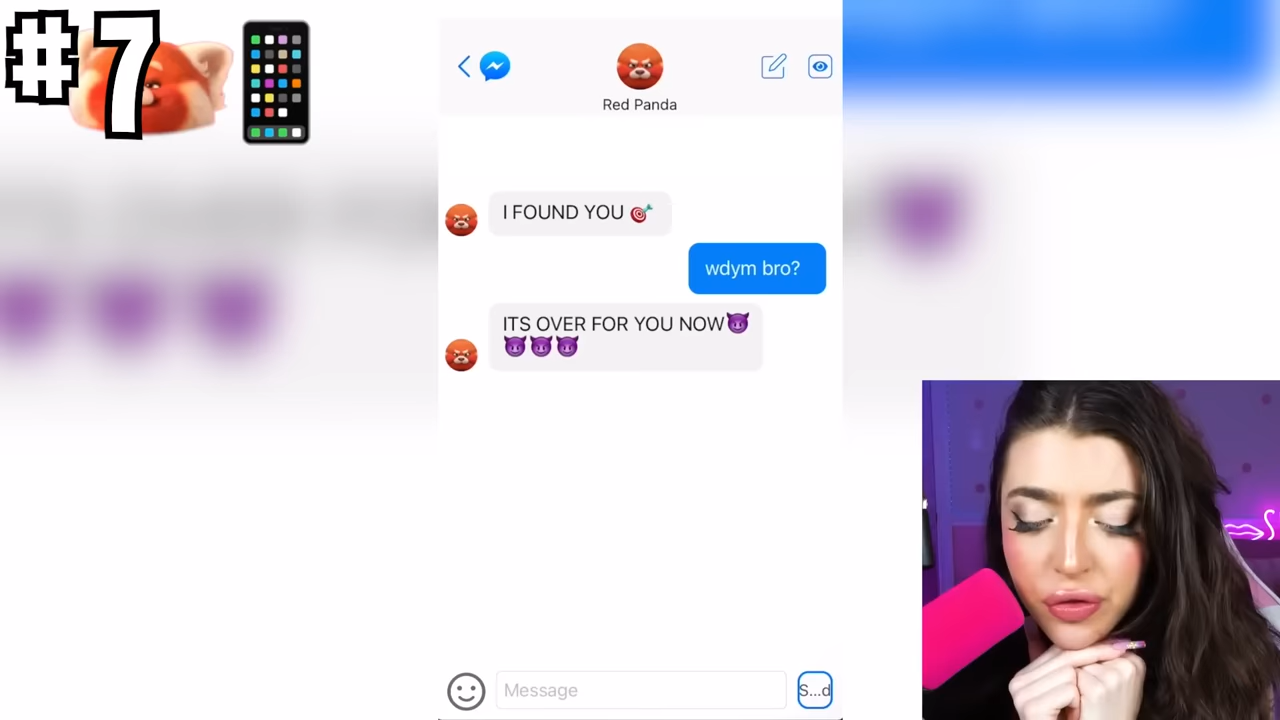 #7
Red Panda
I FOUND YOU 🎯
wdym bro?
ITS OVER FOR YOU NOW😈
😈😈😈
Message
S...d